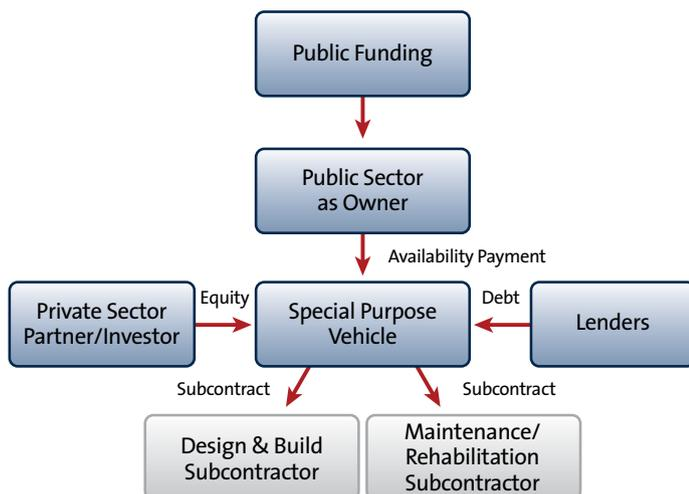 Public Funding
Public Sector
as Owner
Availability Payment
Private Sector
Partner/Investor
Equity
Special Purpose
Vehicle
Debt
Lenders
Subcontract
Subcontract
Design & Build
Subcontractor
Maintenance/
Rehabilitation
Subcontractor